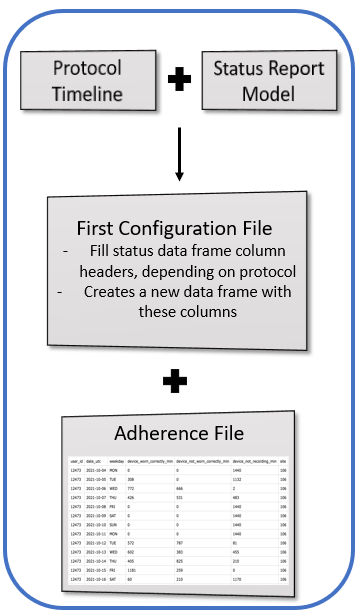 Protocol
Timeline
Status Report
Model
First Configuration File
- Fill status data frame column
headers, depending on protocol
- Creates a new data frame with
these columns
Adherence File
user_id date_utc weekday device_worn_correctly_min device_not_worn_correctly_min device_not_recording_min site
12473 2021-10-04 MON 0 0 1440 106
12473 2021-10-05 TUE 308 0 1132 106
12473 2021-10-06 WED 772 666 2 106
12473 2021-10-07 THU 426 531 483 106
12473 2021-10-08 FRI 0 0 1440 106
12473 2021-10-09 SAT 0 0 1440 106
12473 2021-10-10 SUN 0 0 1440 106
12473 2021-10-11 MON 0 0 1440 106
12473 2021-10-12 TUE 572 787 81 106
12473 2021-10-13 WED 602 383 455 106
12473 2021-10-14 THU 405 825 210 106
12473 2021-10-15 FRI 1181 259 0 106
12473 2021-10-16 SAT 60 210 1170 106